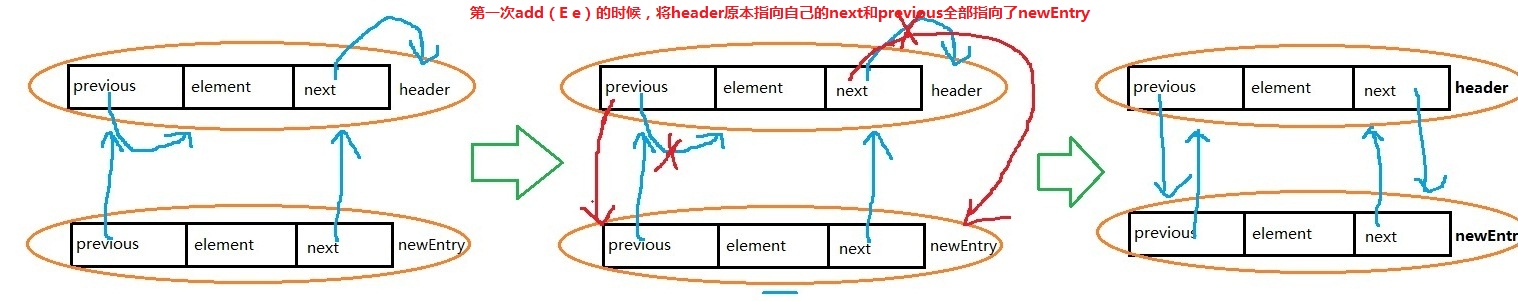 第一次add（E e）的时候，将header原本指向自己的next和previous全部指向了newEntry
previous element next header
previous element next newEntry
previous element next header
previous element next newEntry
previous element next header
previous element next newEntr